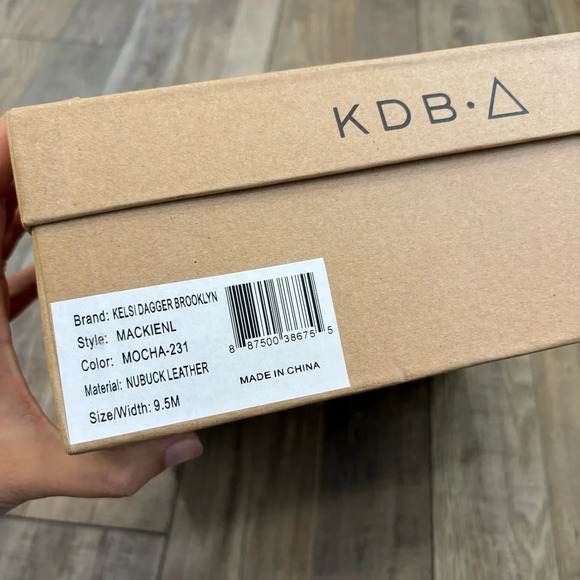 KDB•△
Brand: KELSI DAGGER BROOKLYN
Style: MACKIENL
Color: MOCHA-231
Material: NUBUCK LEATHER
Size/Width: 9.5M
8 87500 38675 5
MADE IN CHINA